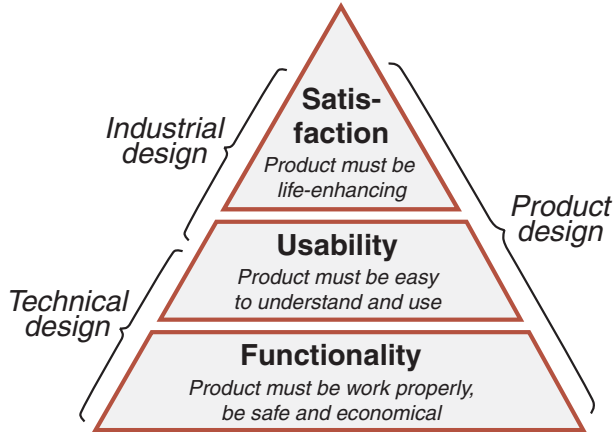 Satis-
faction
Product must be
life-enhancing
Industrial
design
Product
design
Usability
Product must be easy
to understand and use
Technical
design
Functionality
Product must be work properly,
be safe and economical